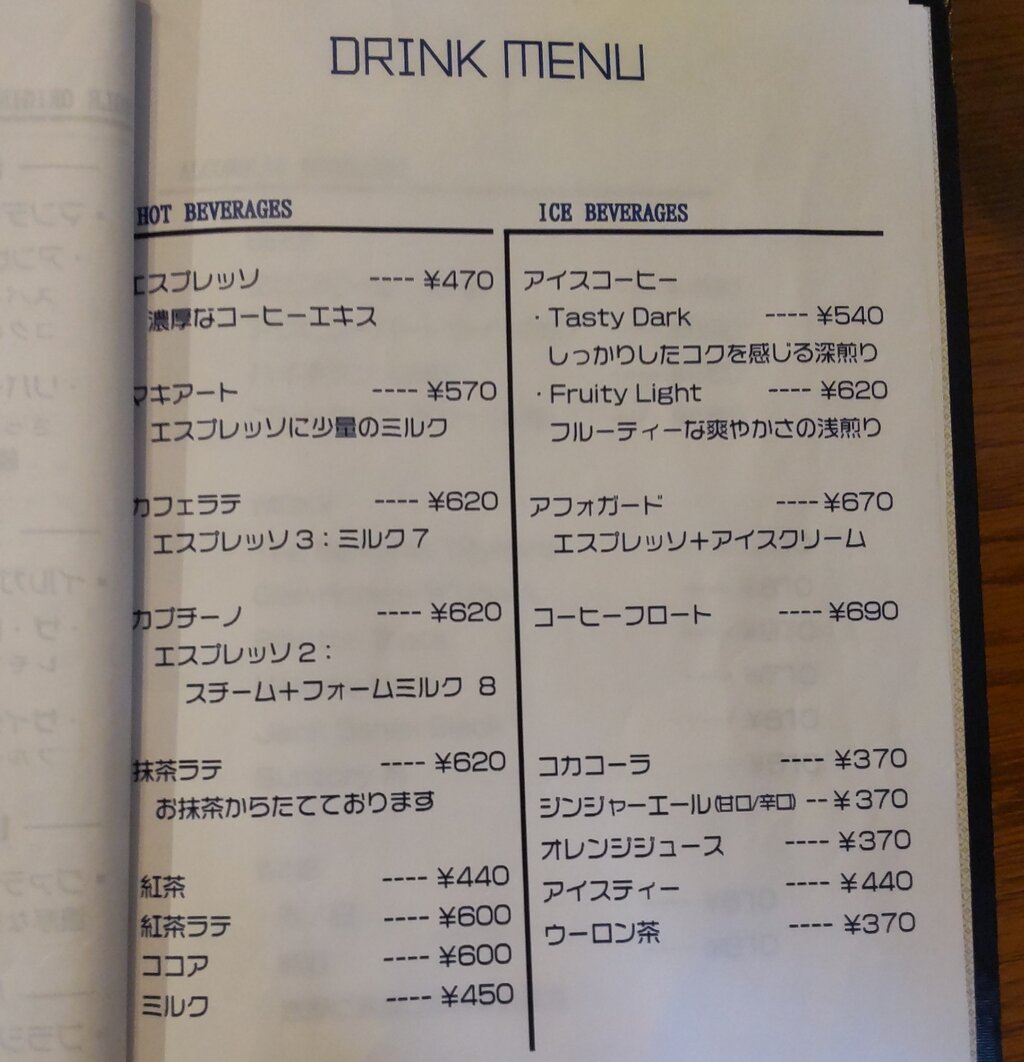 DRINK MENU
HOT BEVERAGES
エスプレッソ ---- ¥470
濃厚なコーヒーエキス
マキアート ---- ¥570
エスプレッソに少量のミルク
カフェラテ ---- ¥620
エスプレッソ3：ミルク7
カプチーノ ---- ¥620
エスプレッソ2：
スチーム+フォームミルク 8
抹茶ラテ ---- ¥620
お抹茶からたてております
紅茶 ---- ¥440
紅茶ラテ ---- ¥600
ココア ---- ¥600
ミルク ---- ¥450
ICE BEVERAGES
アイスコーヒー
・Tasty Dark ---- ¥540
しっかりしたコクを感じる深煎り
・Fruity Light ---- ¥620
フルーティーな爽やかさの浅煎り
アフォガード ---- ¥670
エスプレッソ+アイスクリーム
コーヒーフロート ---- ¥690
コカコーラ ---- ¥370
ジンジャーエール(甘口/辛口) -- ¥370
オレンジジュース ---- ¥370
アイスティー ---- ¥440
ウーロン茶 ---- ¥370